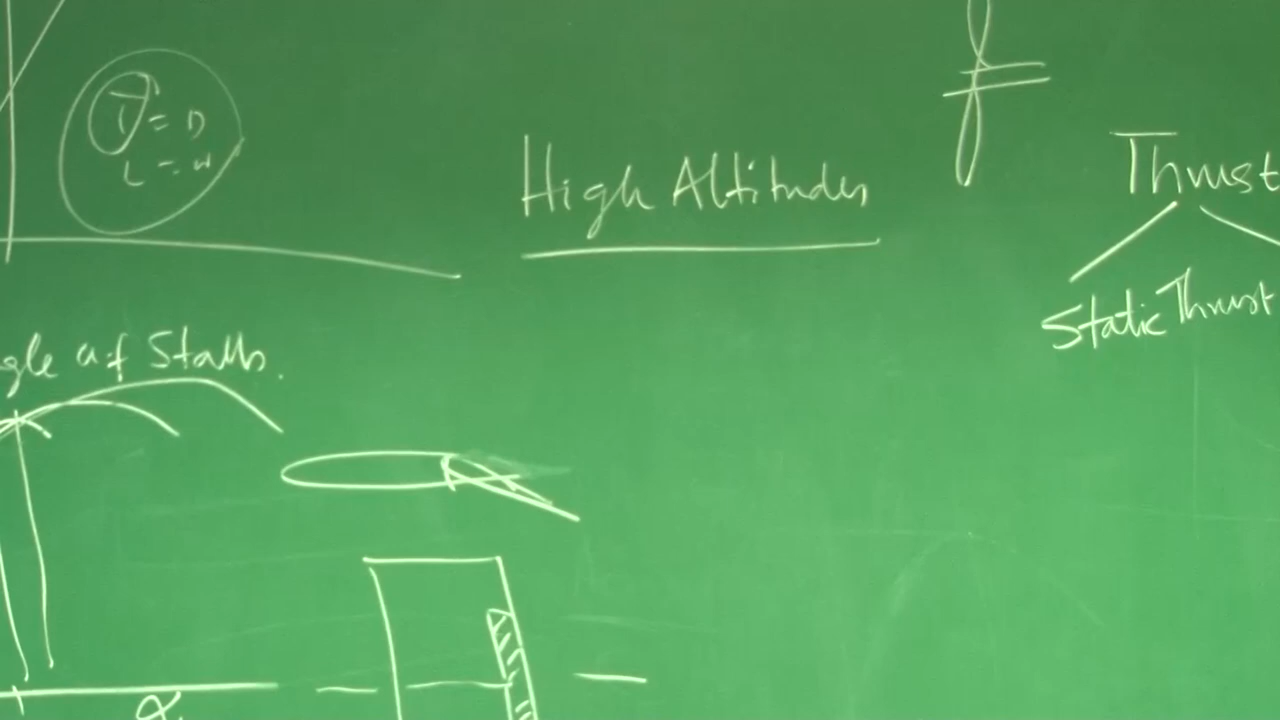 T = D
L = W
High Altitudes
Thrust
Static Thrust
gle of Stalls.
α